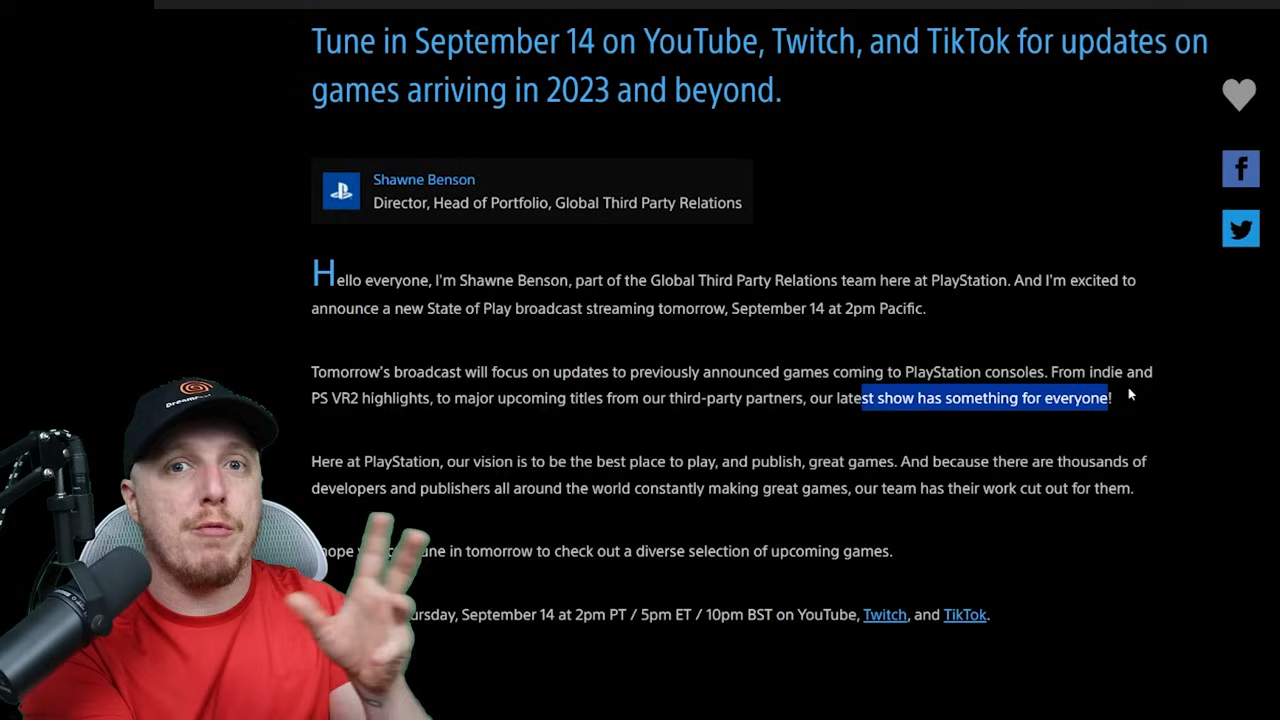 Tune in September 14 on YouTube, Twitch, and TikTok for updates on
games arriving in 2023 and beyond.
Shawne Benson
Director, Head of Portfolio, Global Third Party Relations
Hello everyone, I'm Shawne Benson, part of the Global Third Party Relations team here at PlayStation. And I'm excited to
announce a new State of Play broadcast streaming tomorrow, September 14 at 2pm Pacific.
Tomorrow's broadcast will focus on updates to previously announced games coming to PlayStation consoles. From indie and
PS VR2 highlights, to major upcoming titles from our third-party partners, our latest show has something for everyone!
Here at PlayStation, our vision is to be the best place to play, and publish, great games. And because there are thousands of
developers and publishers all around the world constantly making great games, our team has their work cut out for them.
hope tune in tomorrow to check out a diverse selection of upcoming games.
ursday, September 14 at 2pm PT / 5pm ET / 10pm BST on YouTube, Twitch, and TikTok.